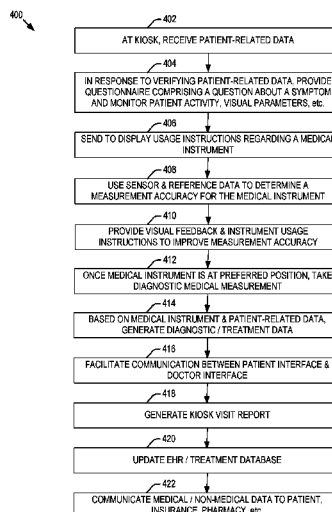 400
402
AT KIOSK, RECEIVE PATIENT-RELATED DATA
404
IN RESPONSE TO VERIFYING PATIENT-RELATED DATA, PROVIDE
QUESTIONNAIRE COMPRISING A QUESTION ABOUT A SYMPTOM
AND MONITOR PATIENT ACTIVITY, VISUAL PARAMETERS, etc.
406
SEND TO DISPLAY USAGE INSTRUCTIONS REGARDING A MEDICAL
INSTRUMENT
408
USE SENSOR & REFERENCE DATA TO DETERMINE A
MEASUREMENT ACCURACY FOR THE MEDICAL INSTRUMENT
410
PROVIDE VISUAL FEEDBACK & INSTRUMENT USAGE
INSTRUCTIONS TO IMPROVE MEASUREMENT ACCURACY
412
ONCE MEDICAL INSTRUMENT IS AT PREFERRED POSITION, TAKE
DIAGNOSTIC MEDICAL MEASUREMENT
414
BASED ON MEDICAL INSTRUMENT & PATIENT-RELATED DATA,
GENERATE DIAGNOSTIC / TREATMENT DATA
416
FACILITATE COMMUNICATION BETWEEN PATIENT INTERFACE &
DOCTOR INTERFACE
418
GENERATE KIOSK VISIT REPORT
420
UPDATE EHR / TREATMENT DATABASE
422
COMMUNICATE MEDICAL / NON-MEDICAL DATA TO PATIENT,
INSURANCE, PHARMACY, etc.